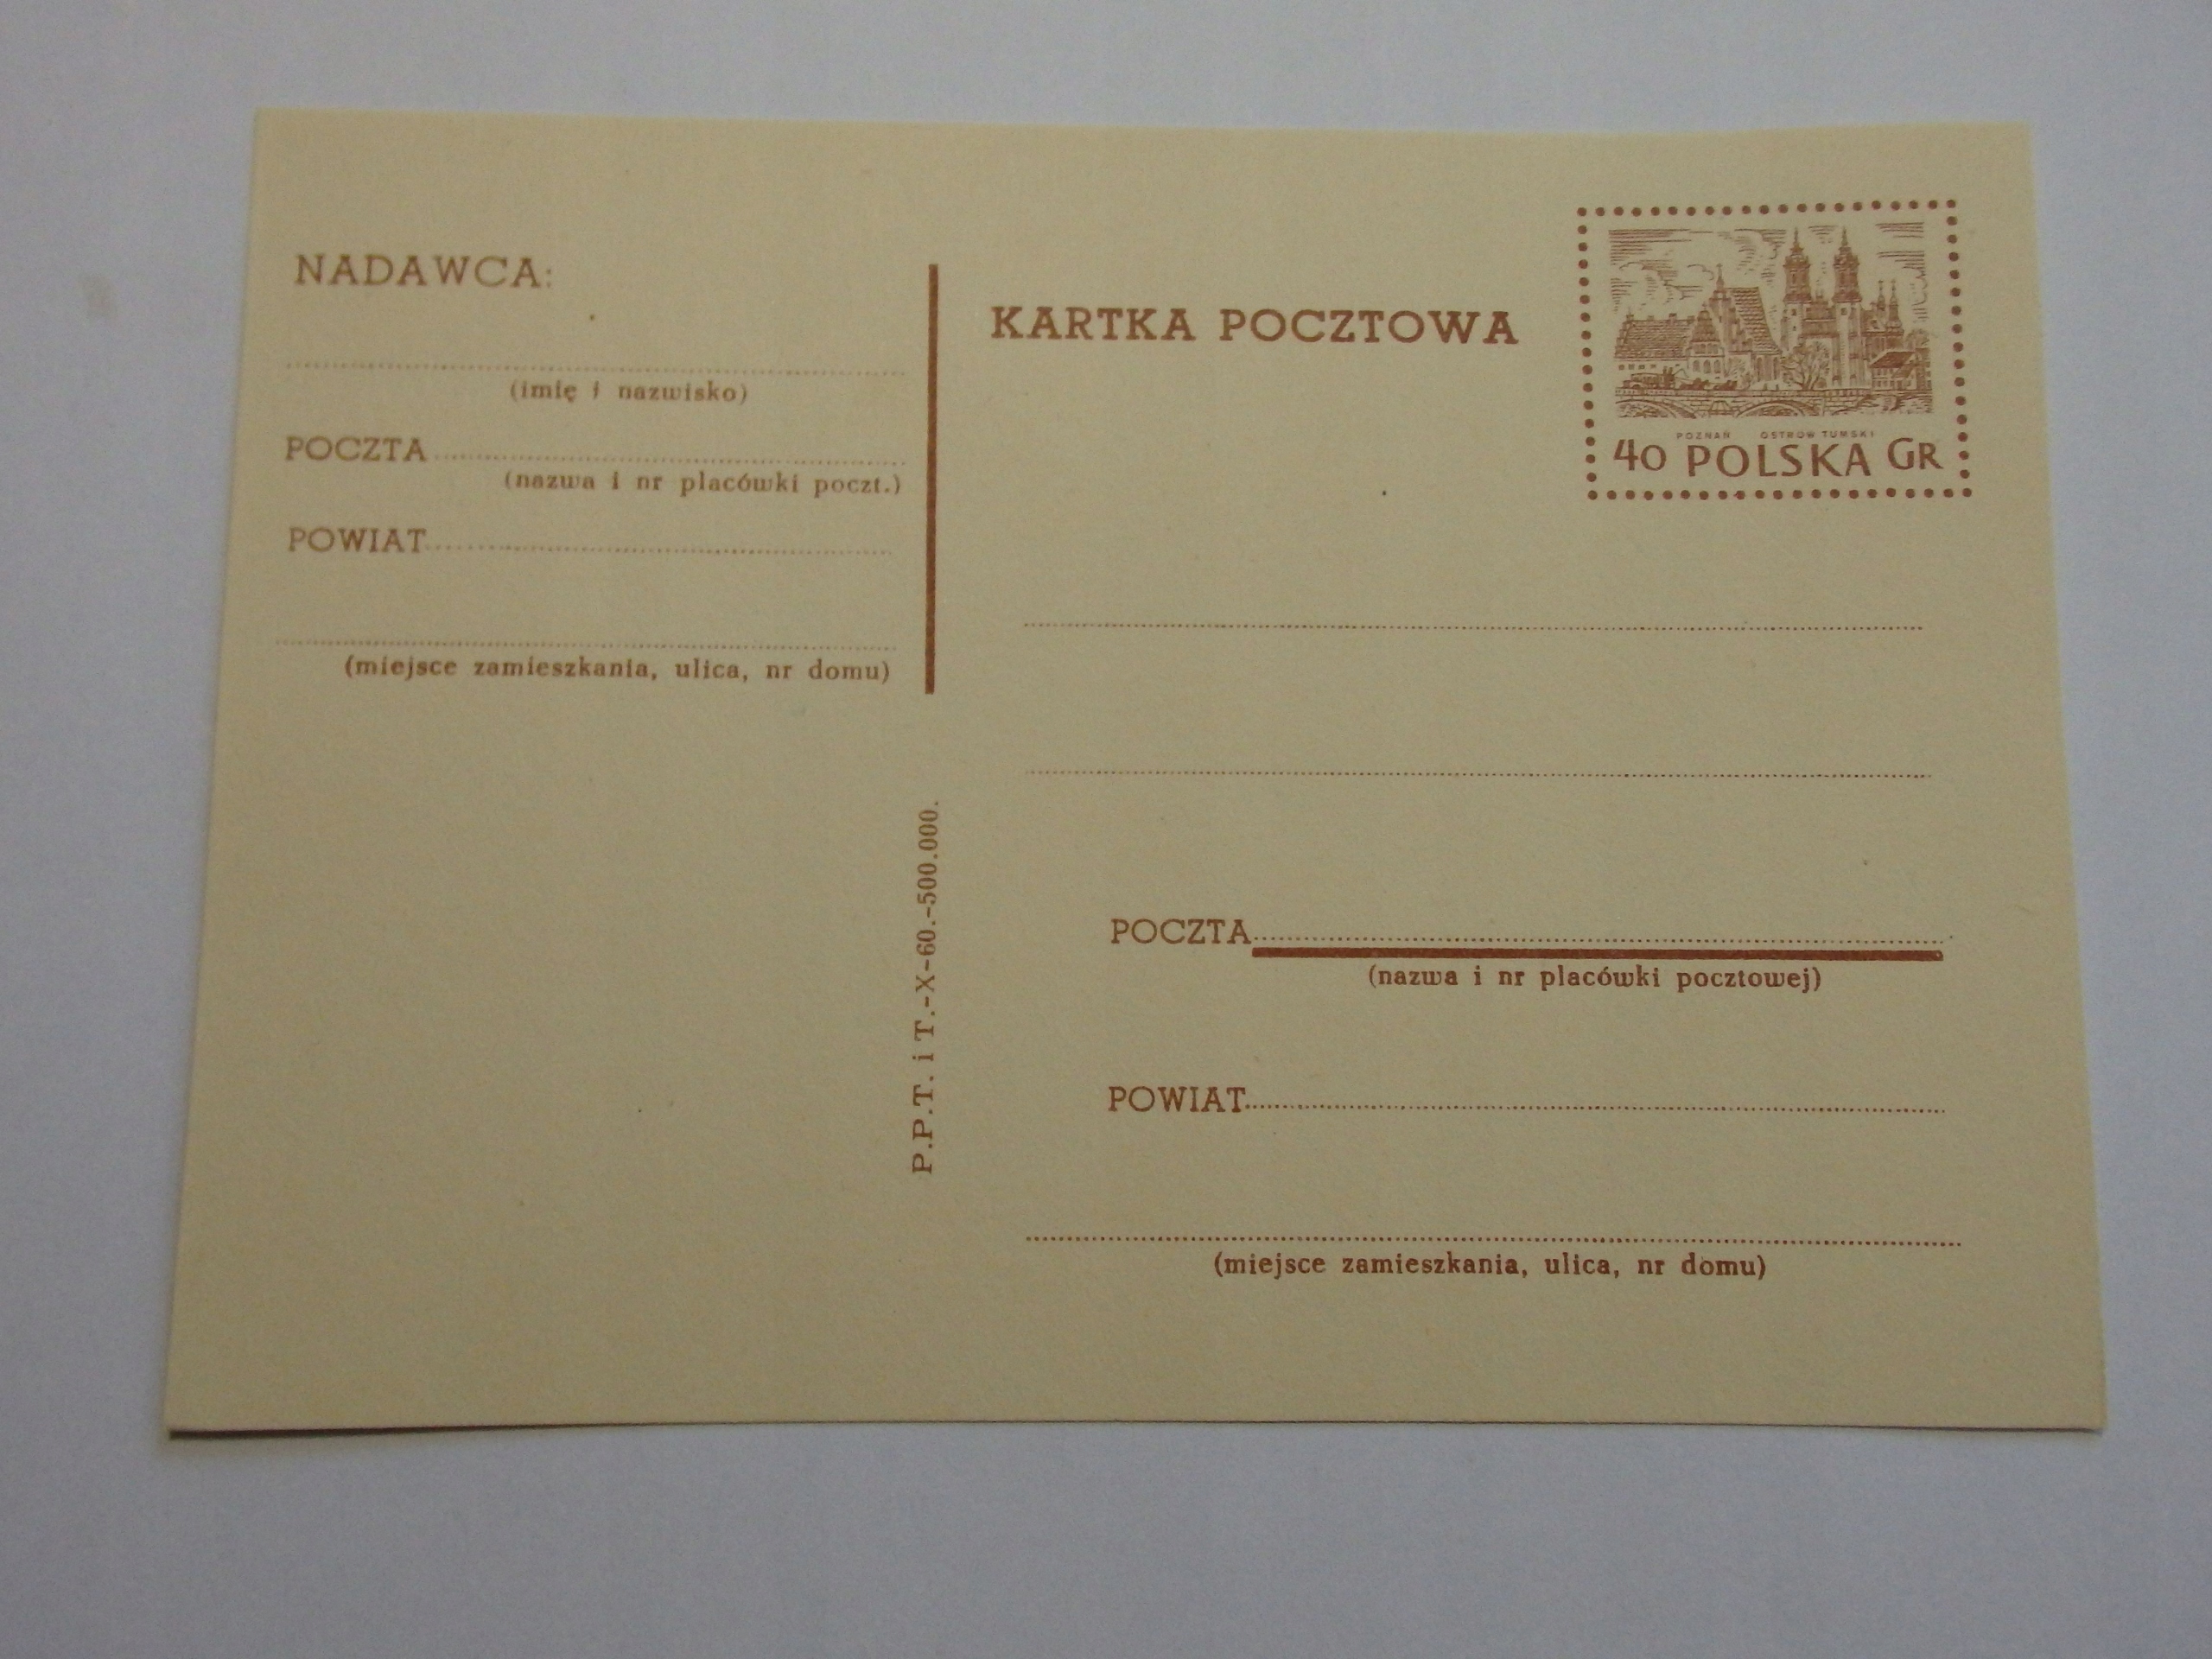 NADAWCA:
(imię i nazwisko)
POCZTA
(nazwa i nr placówki poczt.)
POWIAT
(miejsce zamieszkania, ulica, nr domu)
P.P.T. i T.-X-60.-500.000.
KARTKA POCZTOWA
POZNAŃ OSTRÓW TUMSKI
40 POLSKA GR
POCZTA
(nazwa i nr placówki pocztowej)
POWIAT
(miejsce zamieszkania, ulica, nr domu)